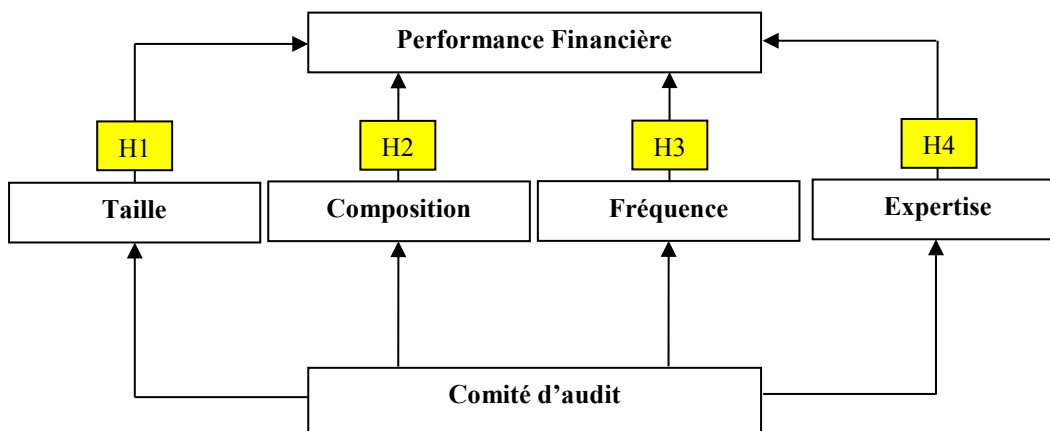 Performance Financière
H1
H2
H3
H4
Taille
Composition
Fréquence
Expertise
Comité d’audit